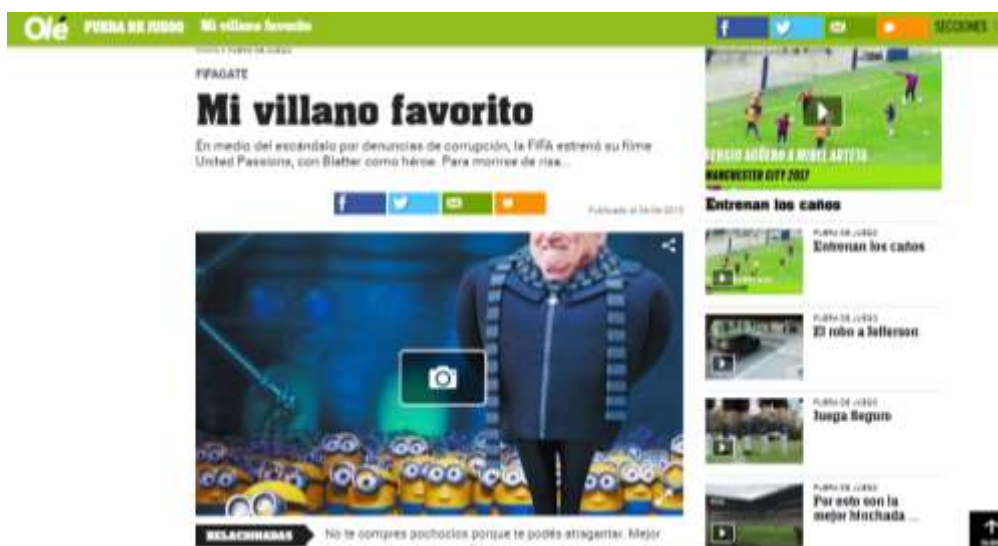 Olé FUERA DE JUEGO Mi villano favorito
SECCIONES
FIFAGATE
Mi villano favorito
En medio del escándalo por denuncias de corrupción, la FIFA estrenó su filme
United Passions, con Blatter como héroe. Para morirse de risa...
Publicado el
RELACIONADAS
No te compres pochoclos porque te podés atragantar. Mejor
SERGIO AGÜERO A MIKEL ARTETA
MANCHESTER CITY 2017
Entrenan los caños
FUERA DE JUEGO
Entrenan los caños
FUERA DE JUEGO
El robo a Jefferson
FUERA DE JUEGO
Juega Seguro
FUERA DE JUEGO
Por esto son la
mejor hinchada ...